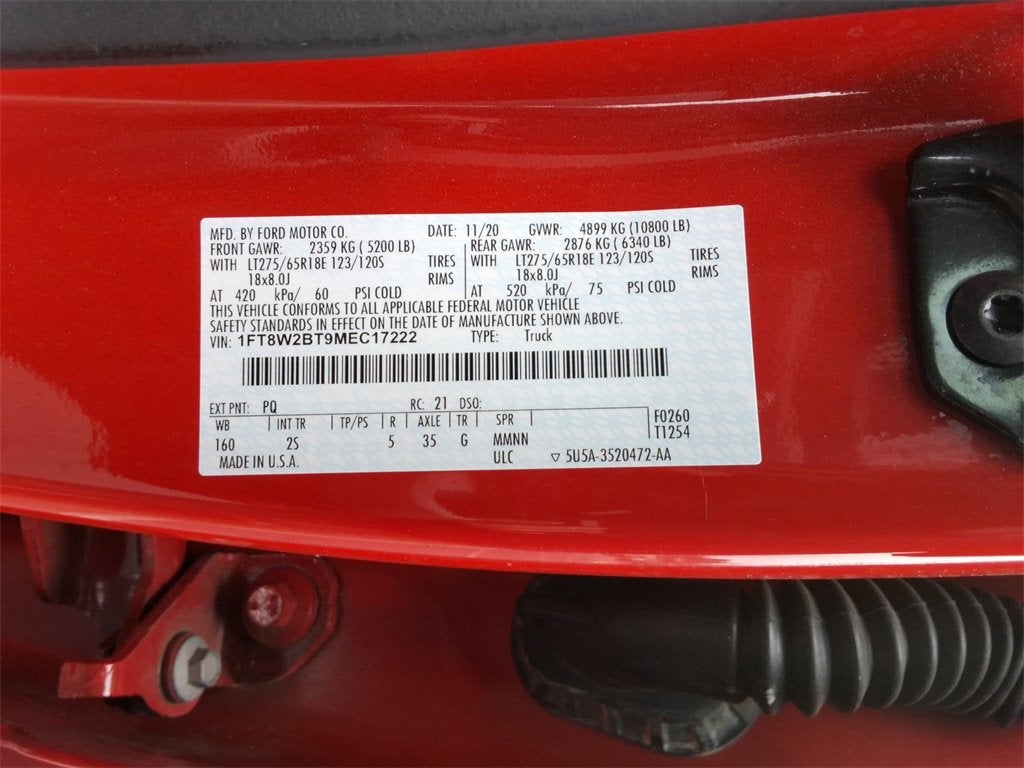 MFD. BY FORD MOTOR CO. DATE: 11/20 GVWR: 4899 KG (10800 LB)
FRONT GAWR: 2359 KG ( 5200 LB) REAR GAWR: 2876 KG ( 6340 LB)
WITH LT275/65R18E 123/120S TIRES WITH LT275/65R18E 123/120S TIRES
18x8.0J RIMS 18x8.0J RIMS
AT 420 kPa/ 60 PSI COLD AT 520 kPa/ 75 PSI COLD
THIS VEHICLE CONFORMS TO ALL APPLICABLE FEDERAL MOTOR VEHICLE
SAFETY STANDARDS IN EFFECT ON THE DATE OF MANUFACTURE SHOWN ABOVE.
VIN: 1FT8W2BT9MEC17222 TYPE: Truck
EXT PNT: PQ RC: 21 DSO:
WB INT TR TP/PS R AXLE TR SPR F0260
160 2S 5 35 G MMNN T1254
MADE IN U.S.A. ULC ▽ 5U5A-3520472-AA